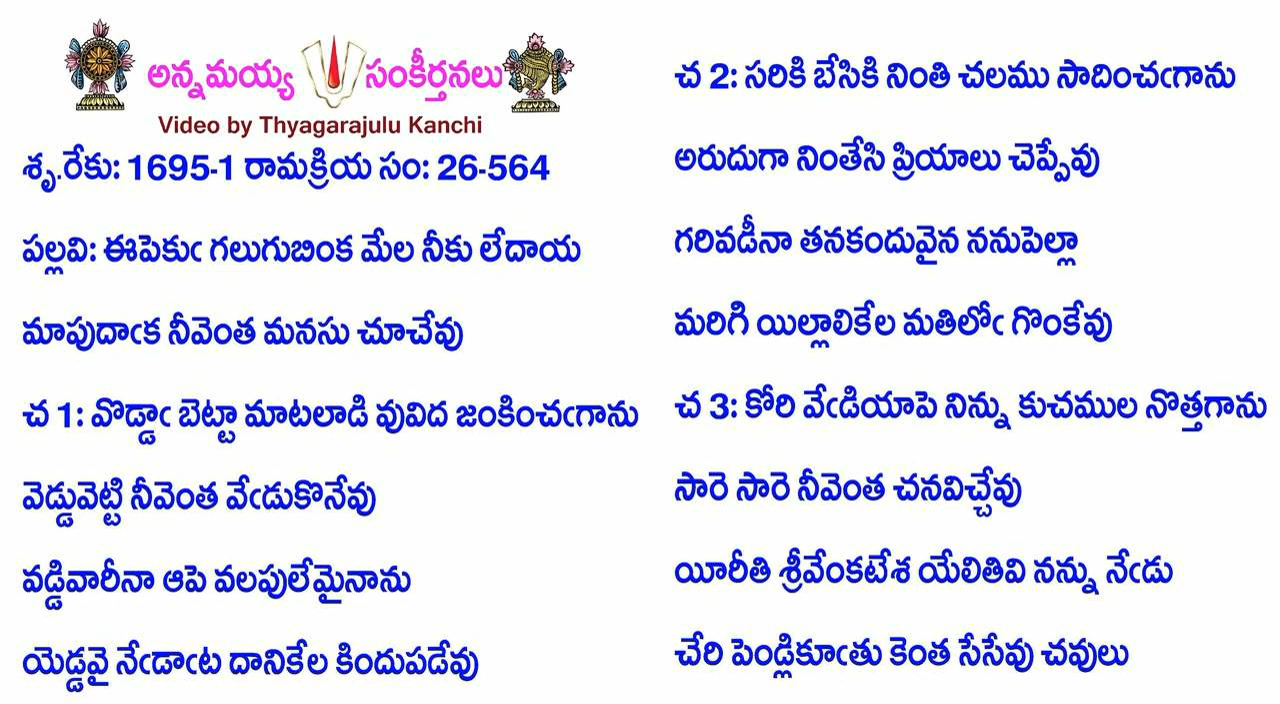 అన్నమయ్య సంకీర్తనలు
Video by Thyagarajulu Kanchi
శృ.రేకు: 1695-1 రామక్రియ సం: 26-564
పల్లవి: ఈపెకుఁ గలుగుబింక మేల నీకు లేదాయ
మాపుదాఁక నీవెంత మనసు చూచేవు
చ 1: వొడ్డాఁ బెట్టా మాటలాడి వువిద జంకించఁగాను
వెడ్డువెట్టి నీవెంత వేఁడుకొనేవు
వడ్డివారీనా ఆపె వలపులేమైనాను
యెడ్డవై నేఁడాఁట దానికేల కిందుపడేవు
చ 2: సరికి బేసికి నింతి చలము సాదించఁగాను
అరుదుగా నింతేసి ప్రియాలు చెప్పేవు
గరివడీనా తనకందువైన ననుపెల్లా
మరిగి యిల్లాలికేల మతిలోఁ గొంకేవు
చ 3: కోరి వేఁడియాపె నిన్ను కుచముల నొత్తగాను
సారె సారె నీవెంత చనవిచ్చేవు
యీరీతి శ్రీవేంకటేశ యేలితివి నన్ను నేఁడు
చేరి పెండ్లికూఁతు కెంత సేసేవు చవులు